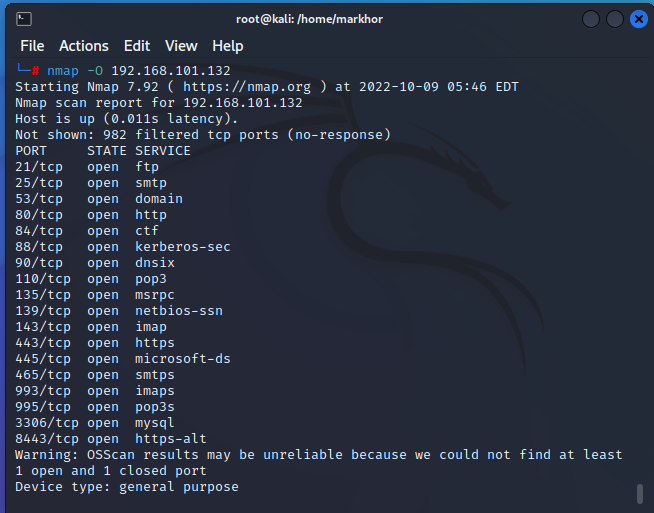 root@kali: /home/markhor
File Actions Edit View Help
└─# nmap -O 192.168.101.132
Starting Nmap 7.92 ( https://nmap.org ) at 2022-10-09 05:46 EDT
Nmap scan report for 192.168.101.132
Host is up (0.011s latency).
Not shown: 982 filtered tcp ports (no-response)
PORT     STATE SERVICE
21/tcp   open  ftp
25/tcp   open  smtp
53/tcp   open  domain
80/tcp   open  http
84/tcp   open  ctf
88/tcp   open  kerberos-sec
90/tcp   open  dnsix
110/tcp  open  pop3
135/tcp  open  msrpc
139/tcp  open  netbios-ssn
143/tcp  open  imap
443/tcp  open  https
445/tcp  open  microsoft-ds
465/tcp  open  smtps
993/tcp  open  imaps
995/tcp  open  pop3s
3306/tcp open  mysql
8443/tcp open  https-alt
Warning: OSScan results may be unreliable because we could not find at least
1 open and 1 closed port
Device type: general purpose